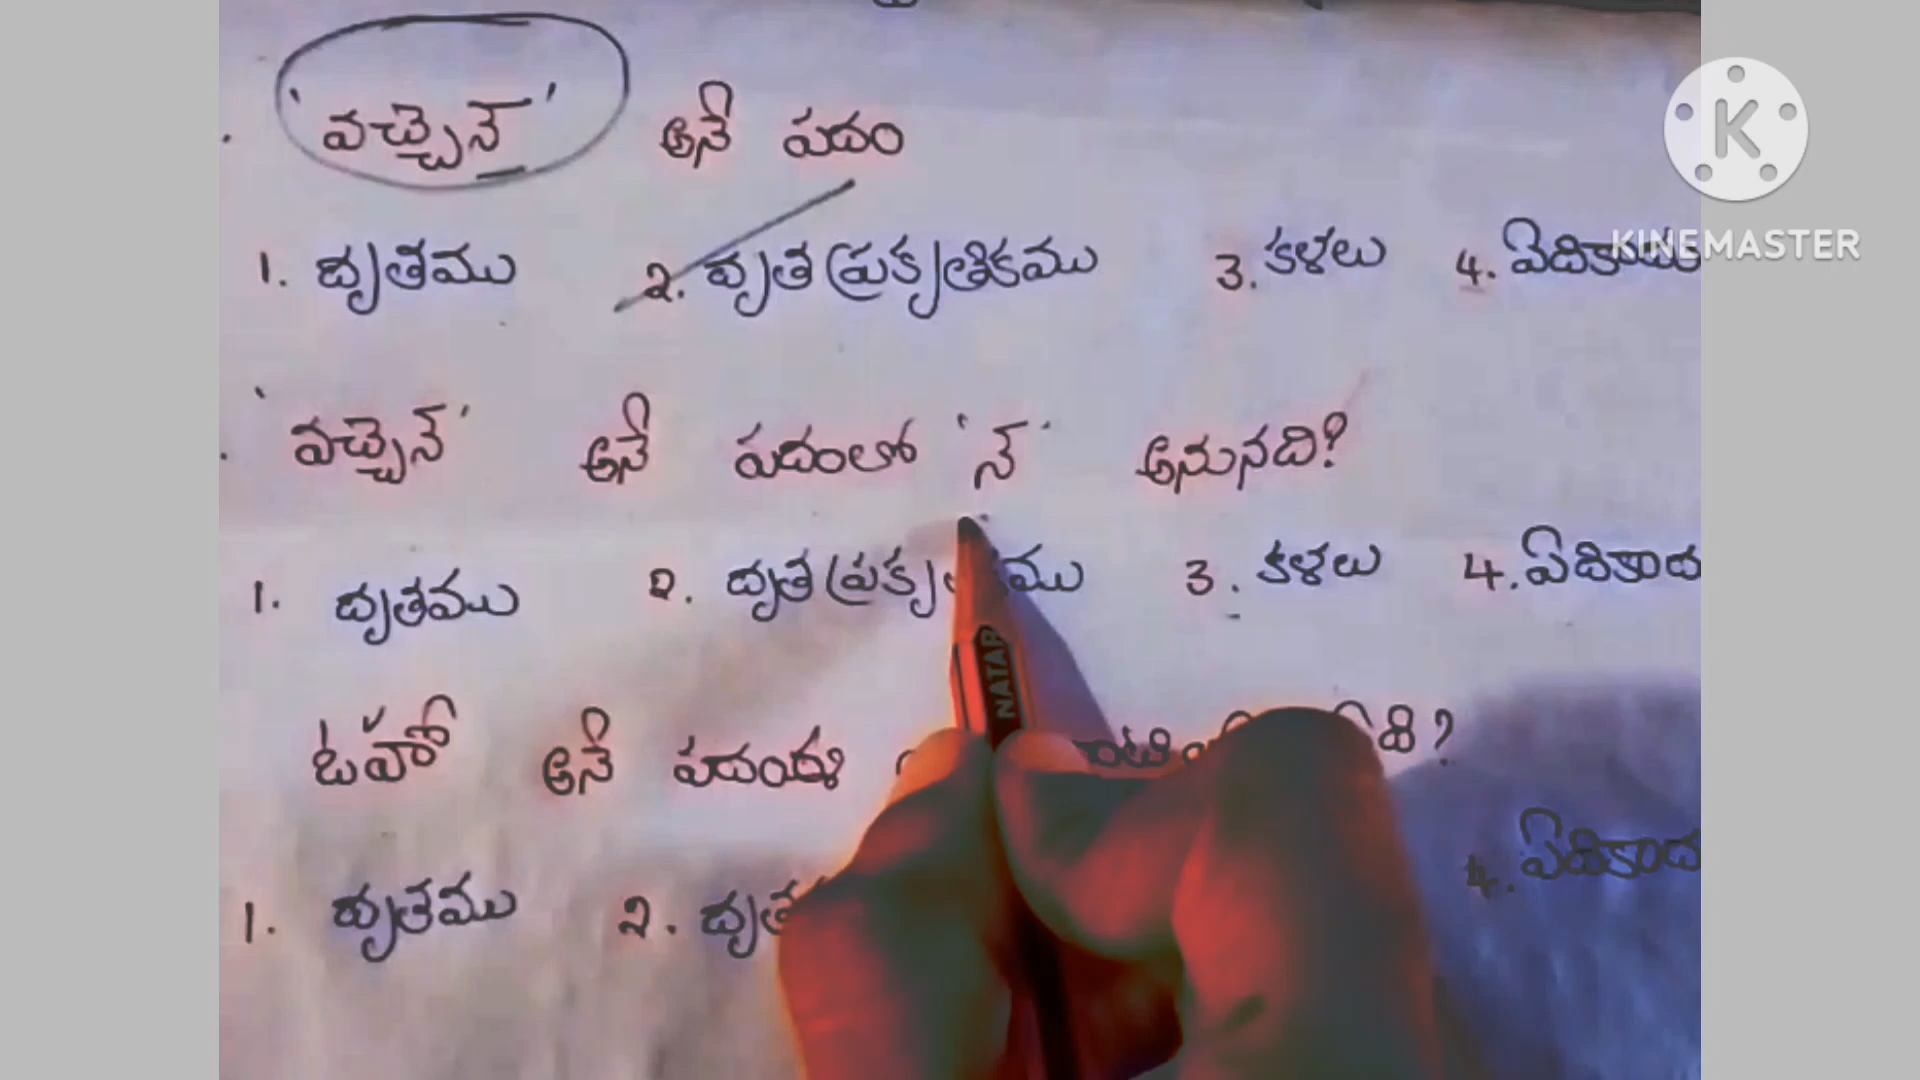 'వచ్చెన్' అనే పదం
1. దృతము 2. దృత ప్రకృతికము 3. కళలు 4. ఏదికాదు
'వచ్చెన్' అనే పదంలో 'న్' అనునది?
1. దృతము 2. దృత ప్రకృ ము 3. కళలు 4. ఏదికాద
ఓహో అనే పదం
1. దృతము 2. దృత 4. ఏదికాద
K
KINEMASTER
NATAR